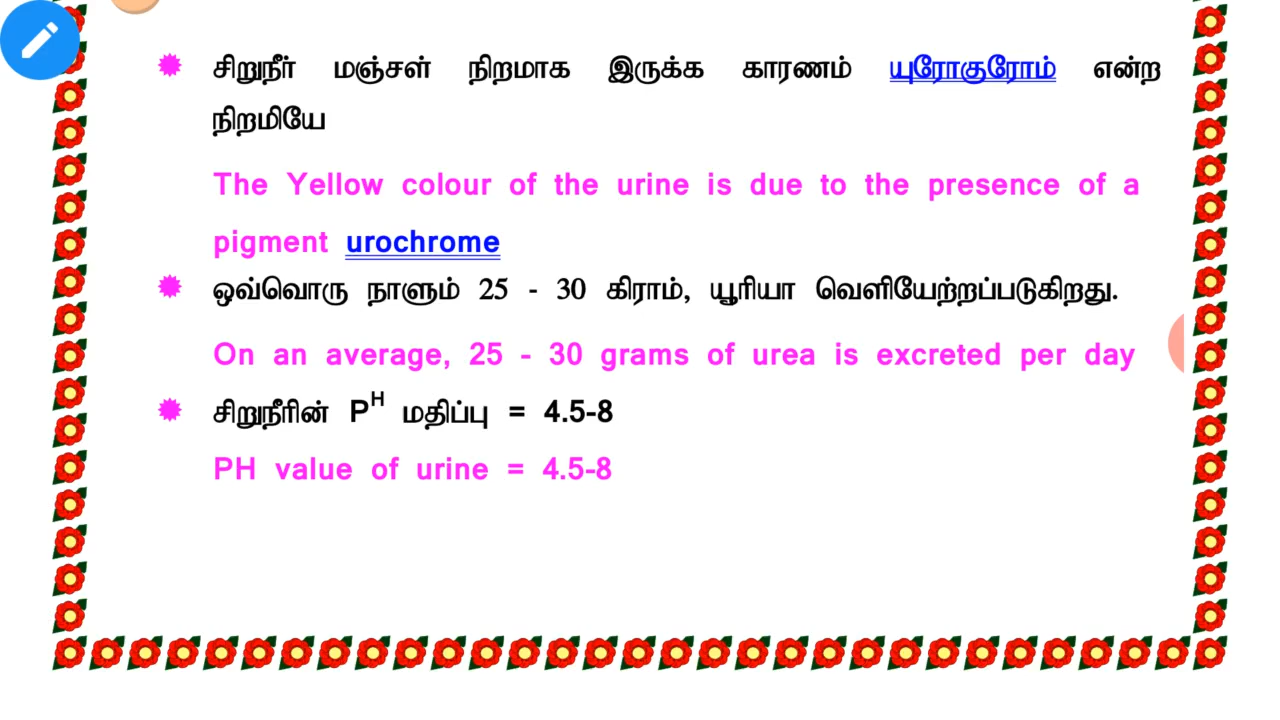 சிறுநீர் மஞ்சள் நிறமாக இருக்க காரணம் யுரோகுரோம் என்ற
நிறமியே
The Yellow colour of the urine is due to the presence of a
pigment urochrome
ஒவ்வொரு நாளும் 25 - 30 கிராம், யூரியா வெளியேற்றப்படுகிறது.
On an average, 25 - 30 grams of urea is excreted per day
சிறுநீரின் P^H மதிப்பு = 4.5-8
PH value of urine = 4.5-8